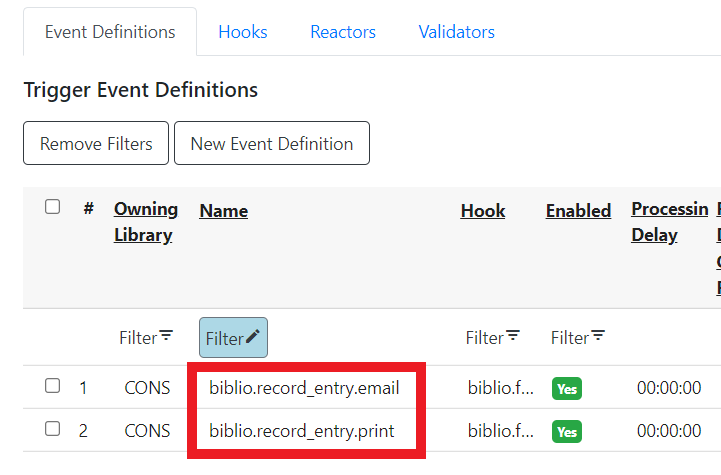 Event Definitions Hooks Reactors Validators
Trigger Event Definitions
Remove Filters New Event Definition
# Owning Library Name Hook Enabled Processin Delay
Filter Filter Filter Filter
1 CONS biblio.record_entry.email biblio.f... Yes 00:00:00
2 CONS biblio.record_entry.print biblio.f... Yes 00:00:00